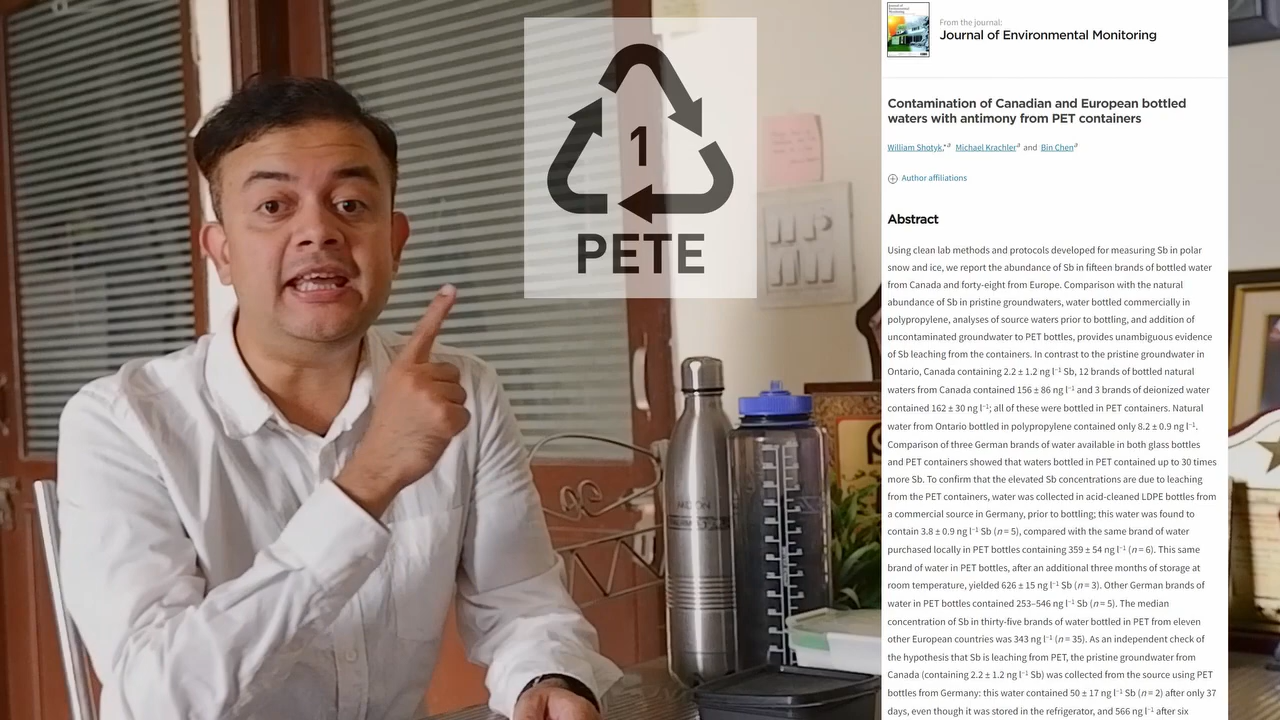 1
PETE
From the journal:
Journal of Environmental Monitoring
Contamination of Canadian and European bottled
waters with antimony from PET containers
William Shotyk,*a Michael Krachlera and Bin Chena
Author affiliations
Abstract
Using clean lab methods and protocols developed for measuring Sb in polar
snow and ice, we report the abundance of Sb in fifteen brands of bottled water
from Canada and forty-eight from Europe. Comparison with the natural
abundance of Sb in pristine groundwaters, water bottled commercially in
polypropylene, analyses of source waters prior to bottling, and addition of
uncontaminated groundwater to PET bottles, provides unambiguous evidence
of Sb leaching from the containers. In contrast to the pristine groundwater in
Ontario, Canada containing 2.2 ± 1.2 ng l⁻¹ Sb, 12 brands of bottled natural
waters from Canada contained 156 ± 86 ng l⁻¹ and 3 brands of deionized water
contained 162 ± 30 ng l⁻¹; all of these were bottled in PET containers. Natural
water from Ontario bottled in polypropylene contained only 8.2 ± 0.9 ng l⁻¹.
Comparison of three German brands of water available in both glass bottles
and PET containers showed that waters bottled in PET contained up to 30 times
more Sb. To confirm that the elevated Sb concentrations are due to leaching
from the PET containers, water was collected in acid-cleaned LDPE bottles from
a commercial source in Germany, prior to bottling; this water was found to
contain 3.8 ± 0.9 ng l⁻¹ Sb (n = 5), compared with the same brand of water
purchased locally in PET bottles containing 359 ± 54 ng l⁻¹ (n = 6). This same
brand of water in PET bottles, after an additional three months of storage at
room temperature, yielded 626 ± 15 ng l⁻¹ Sb (n = 3). Other German brands of
water in PET bottles contained 253–546 ng l⁻¹ Sb (n = 5). The median
concentration of Sb in thirty-five brands of water bottled in PET from eleven
other European countries was 343 ng l⁻¹ (n = 35). As an independent check of
the hypothesis that Sb is leaching from PET, the pristine groundwater from
Canada (containing 2.2 ± 1.2 ng l⁻¹ Sb) was collected from the source using PET
bottles from Germany: this water contained 50 ± 17 ng l⁻¹ Sb (n = 2) after only 37
days, even though it was stored in the refrigerator, and 566 ng l⁻¹ after six